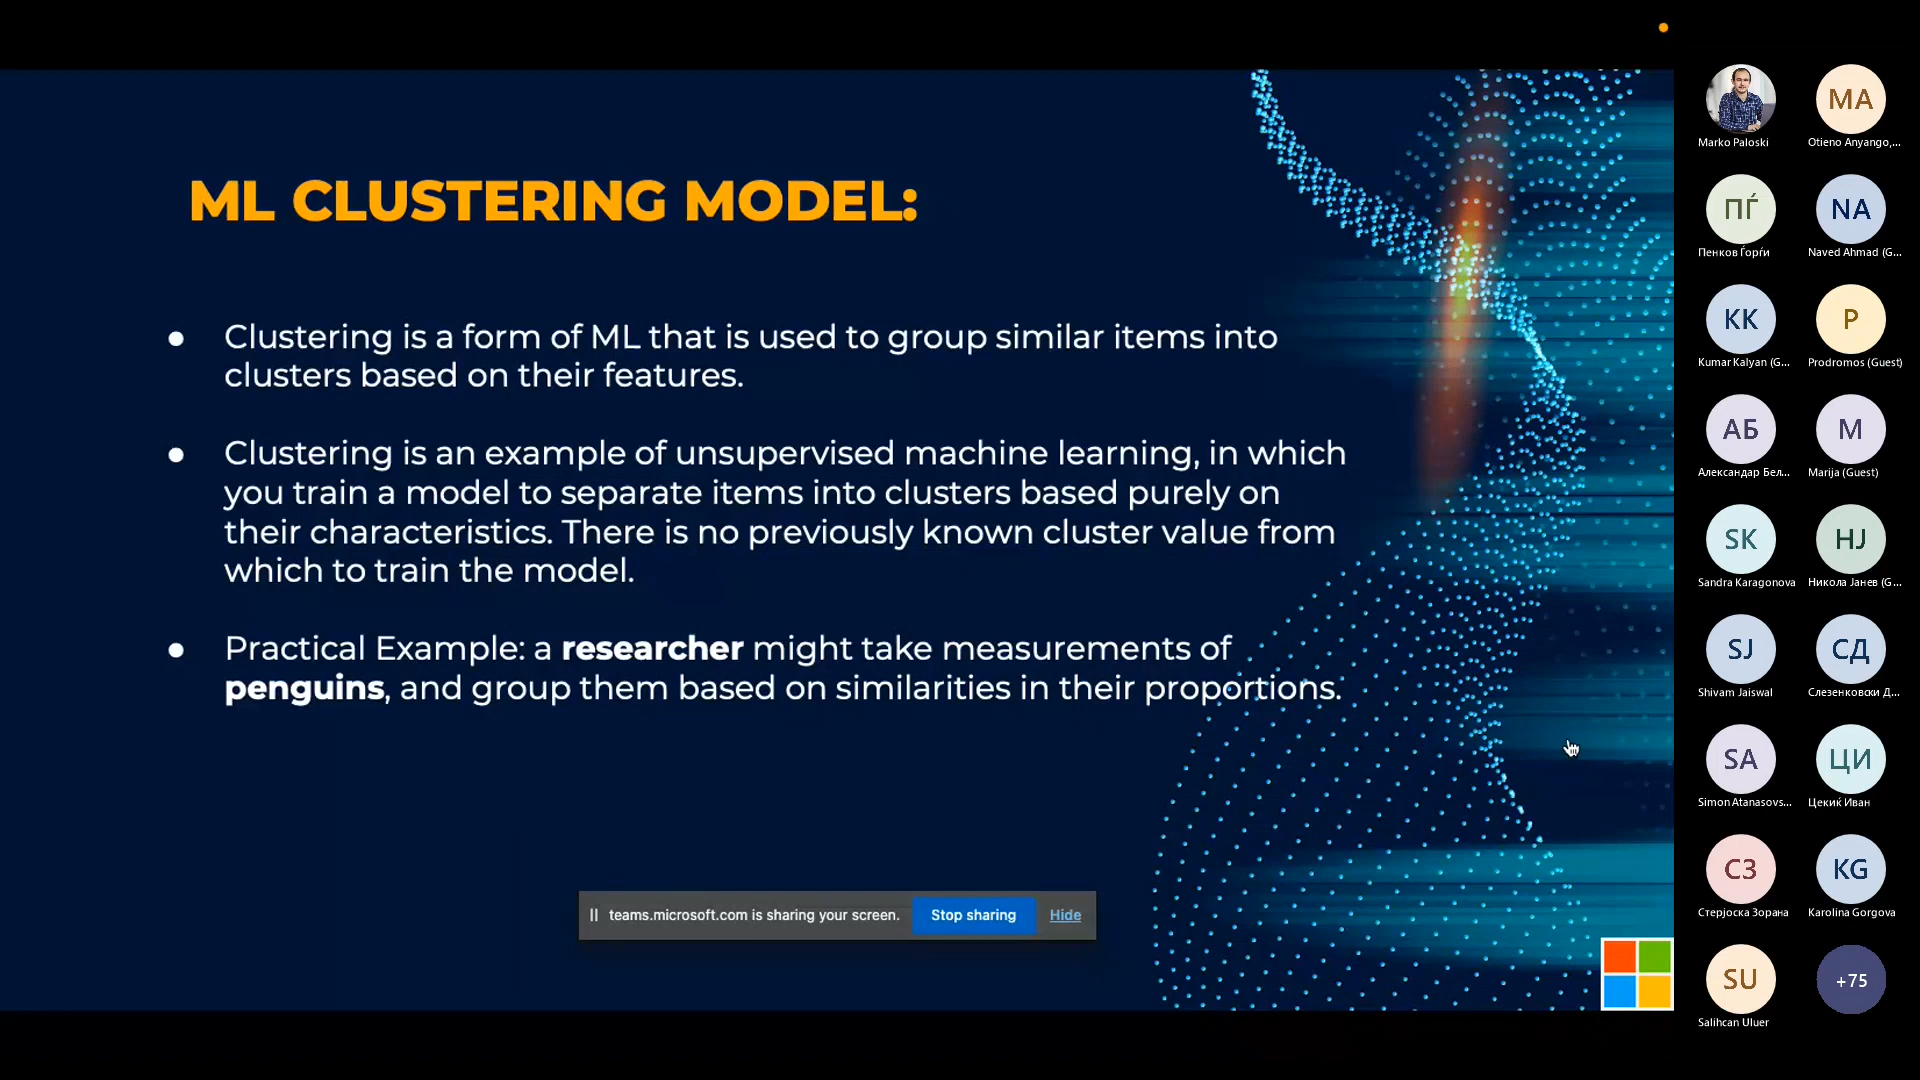 ML CLUSTERING MODEL:
● Clustering is a form of ML that is used to group similar items into
clusters based on their features.
● Clustering is an example of unsupervised machine learning, in which
you train a model to separate items into clusters based purely on
their characteristics. There is no previously known cluster value from
which to train the model.
● Practical Example: a researcher might take measurements of
penguins, and group them based on similarities in their proportions.
teams.microsoft.com is sharing your screen. Stop sharing Hide
MA
Marko Paloski Otieno Anyango,...
ПЃ NA
Пенков Ѓорѓи Naved Ahmad (G...
KK P
Kumar Kalyan (G... Prodromos (Guest)
АБ M
Александар Бел... Marija (Guest)
SK НЈ
Sandra Karagonova Никола Јанев (G...
SJ СД
Shivam Jaiswal Слезенковски Д...
SA ЦИ
Simon Atanasovs... Цекиќ Иван
СЗ KG
Стерјоска Зорана Karolina Gorgova
SU +75
Salihcan Uluer